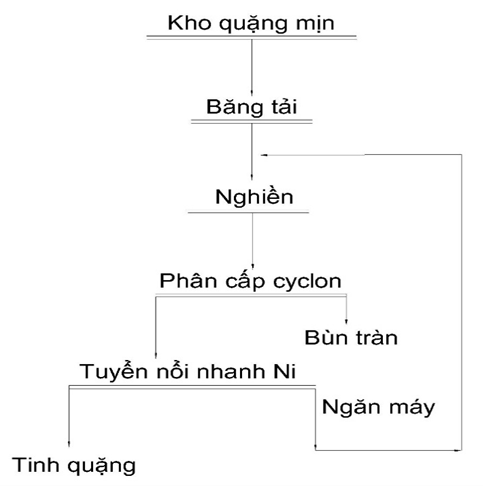 Kho quặng mịn
Băng tải
Nghiền
Phân cấp cyclon
Bùn tràn
Tuyển nổi nhanh Ni
Ngăn máy
Tinh quặng